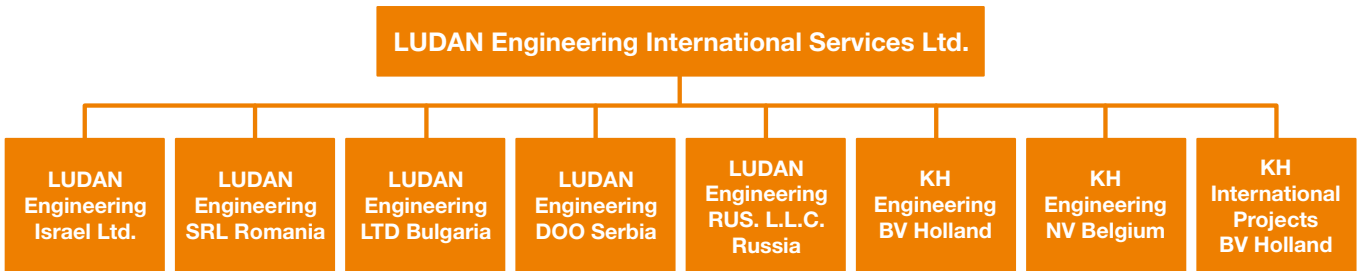 LUDAN Engineering International Services Ltd.
LUDAN
Engineering
Israel Ltd.
LUDAN
Engineering
SRL Romania
LUDAN
Engineering
LTD Bulgaria
LUDAN
Engineering
DOO Serbia
LUDAN
Engineering
RUS. L.L.C.
Russia
KH
Engineering
BV Holland
KH
Engineering
NV Belgium
KH
International
Projects
BV Holland